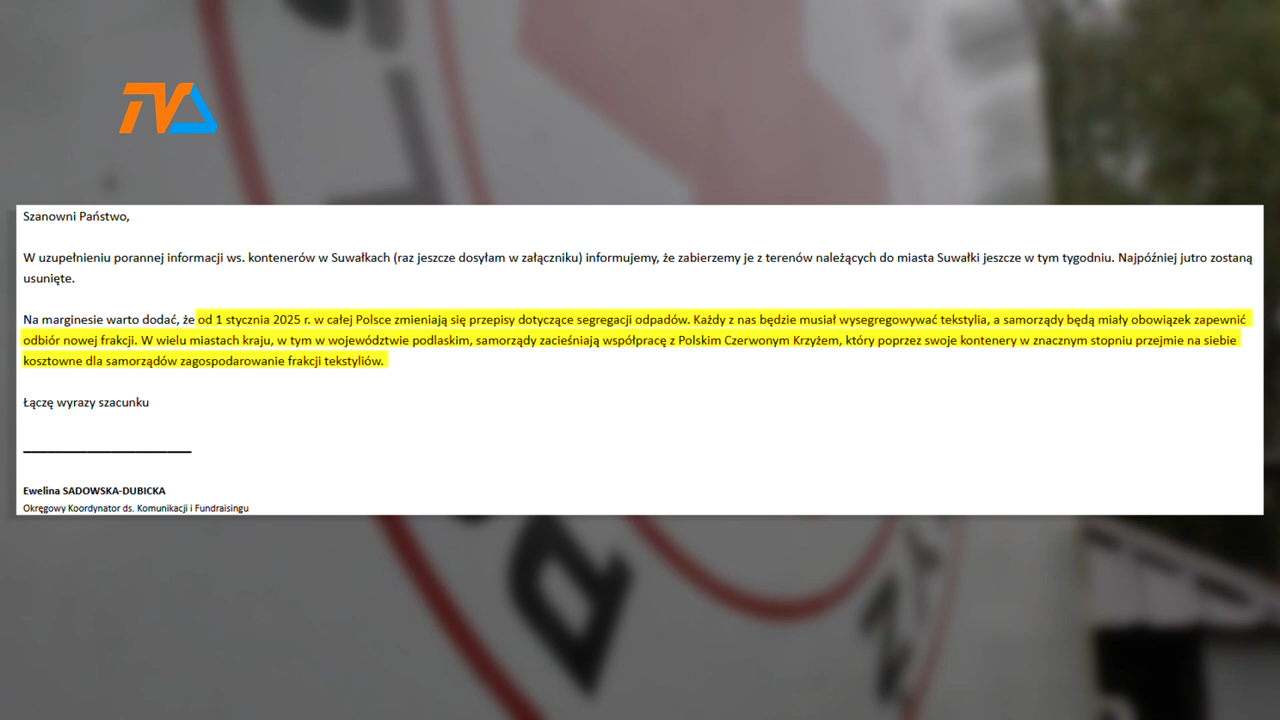 TVA
Szanowni Państwo,
W uzupełnieniu porannej informacji ws. kontenerów w Suwałkach (raz jeszcze dosyłam w załączniku) informujemy, że zabierzemy je z terenów należących do miasta Suwałki jeszcze w tym tygodniu. Najpóźniej jutro zostaną
usunięte.
Na marginesie warto dodać, że od 1 stycznia 2025 r. w całej Polsce zmieniają się przepisy dotyczące segregacji odpadów. Każdy z nas będzie musiał wysegregowywać tekstylia, a samorządy będą miały obowiązek zapewnić
odbiór nowej frakcji. W wielu miastach kraju, w tym w województwie podlaskim, samorządy zacieśniają współpracę z Polskim Czerwonym Krzyżem, który poprzez swoje kontenery w znacznym stopniu przejmie na siebie
kosztowne dla samorządów zagospodarowanie frakcji tekstyliów.
Łączę wyrazy szacunku
Ewelina SADOWSKA-DUBICKA
Okręgowy Koordynator ds. Komunikacji i Fundraisingu